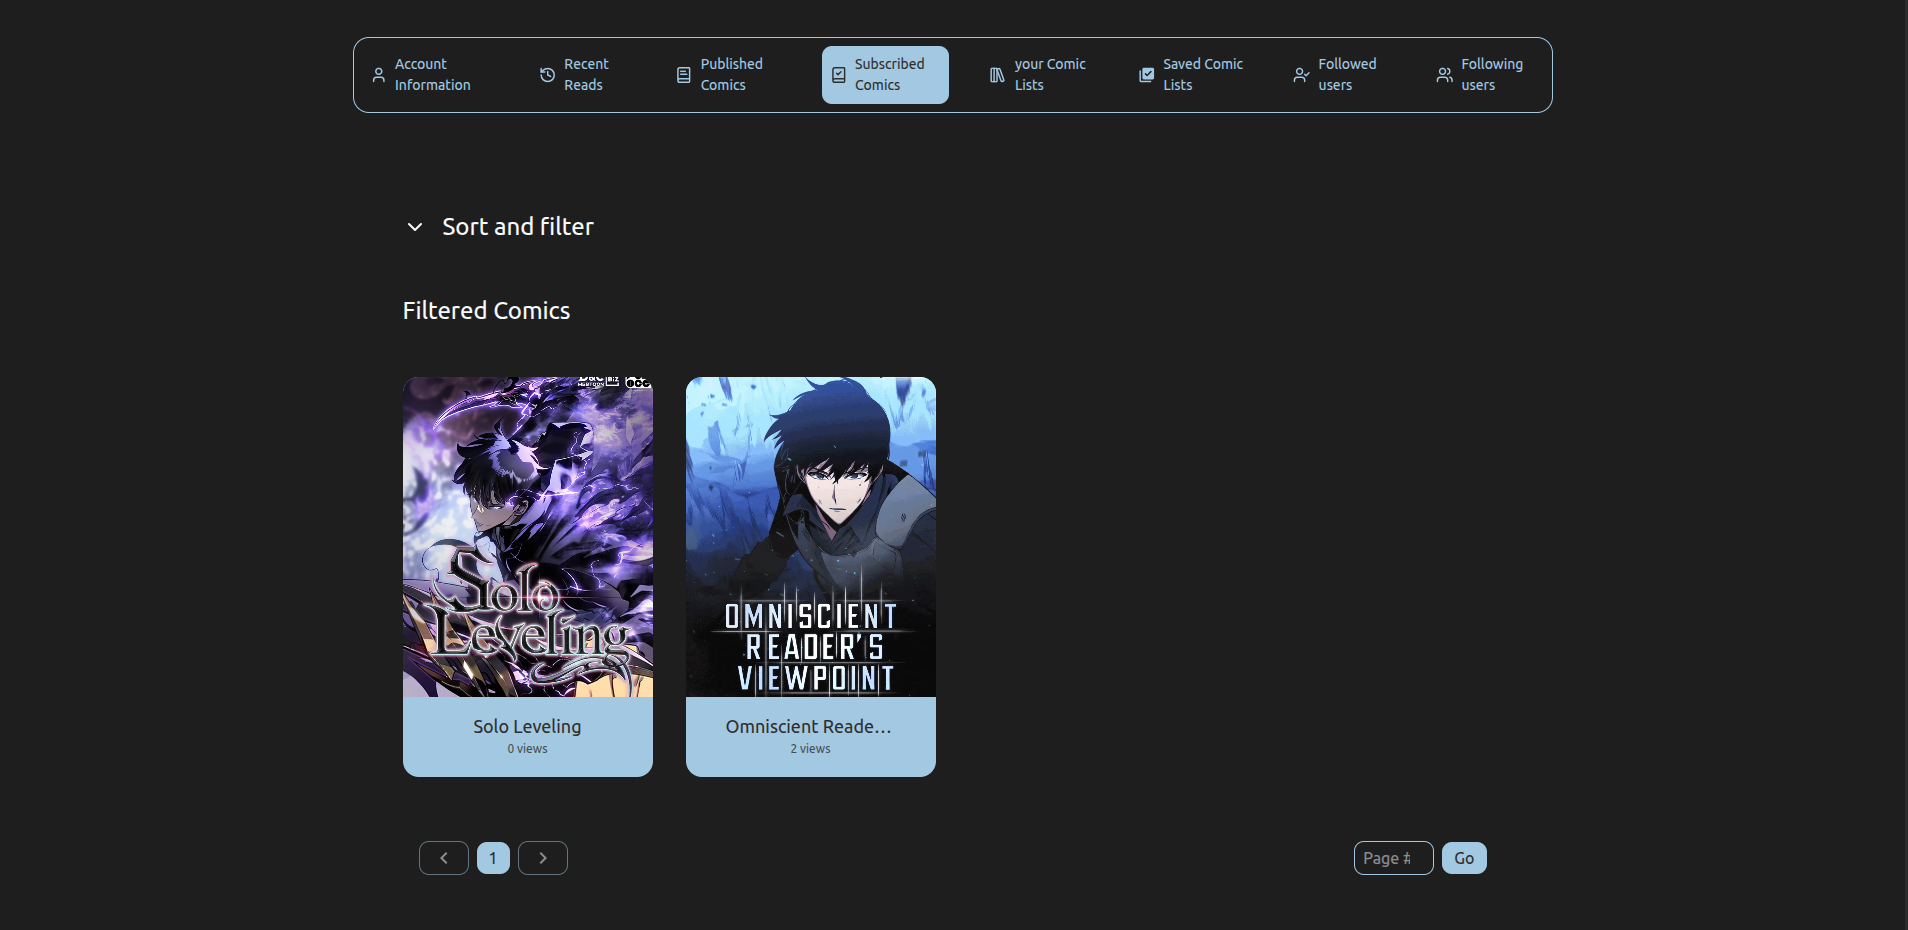 Account
Information
Recent
Reads
Published
Comics
Subscribed
Comics
your Comic
Lists
Saved Comic
Lists
Followed
users
Following
users
Sort and filter
Filtered Comics
Solo
Leveling
OMNISCIENT
READER'S
VIEWPOINT
Solo Leveling
0 views
Omniscient Reade...
2 views
1
Page #
Go